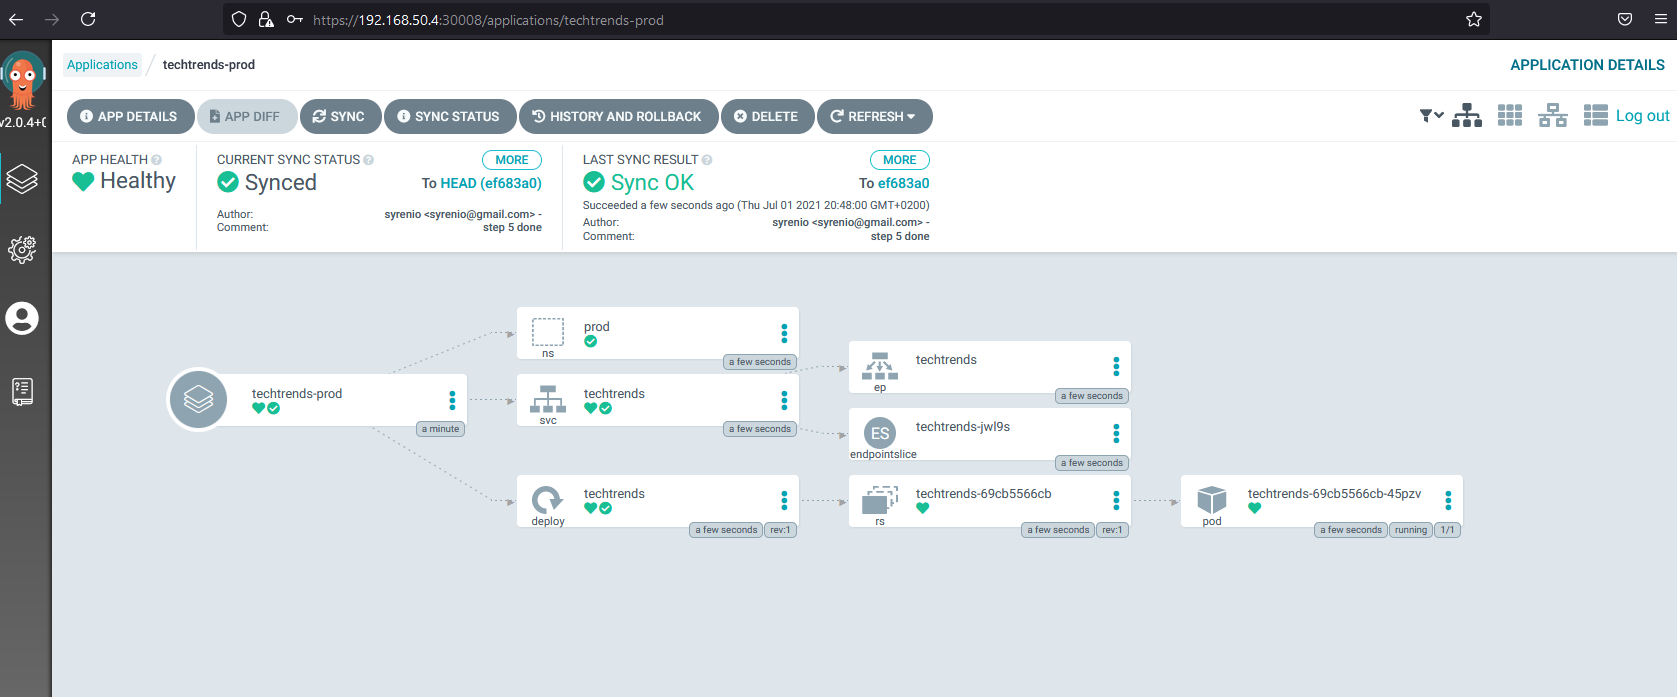 https://192.168.50.4:30008/applications/techtrends-prod
Applications / techtrends-prod
APPLICATION DETAILS
v2.0.4+0
APP DETAILS
APP DIFF
SYNC
SYNC STATUS
HISTORY AND ROLLBACK
DELETE
REFRESH
Log out
APP HEALTH
Healthy
CURRENT SYNC STATUS
MORE
Synced
To HEAD (ef683a0)
Author: syrenio <syrenio@gmail.com> -
Comment: step 5 done
LAST SYNC RESULT
MORE
Sync OK
To ef683a0
Succeeded a few seconds ago (Thu Jul 01 2021 20:48:00 GMT+0200)
Author: syrenio <syrenio@gmail.com> -
Comment: step 5 done
techtrends-prod
a minute
prod
ns
a few seconds
techtrends
svc
a few seconds
techtrends
deploy
a few seconds
rev:1
techtrends
ep
a few seconds
ES
techtrends-jwl9s
endpointslice
a few seconds
techtrends-69cb5566cb
rs
a few seconds
rev:1
techtrends-69cb5566cb-45pzv
pod
a few seconds
running
1/1